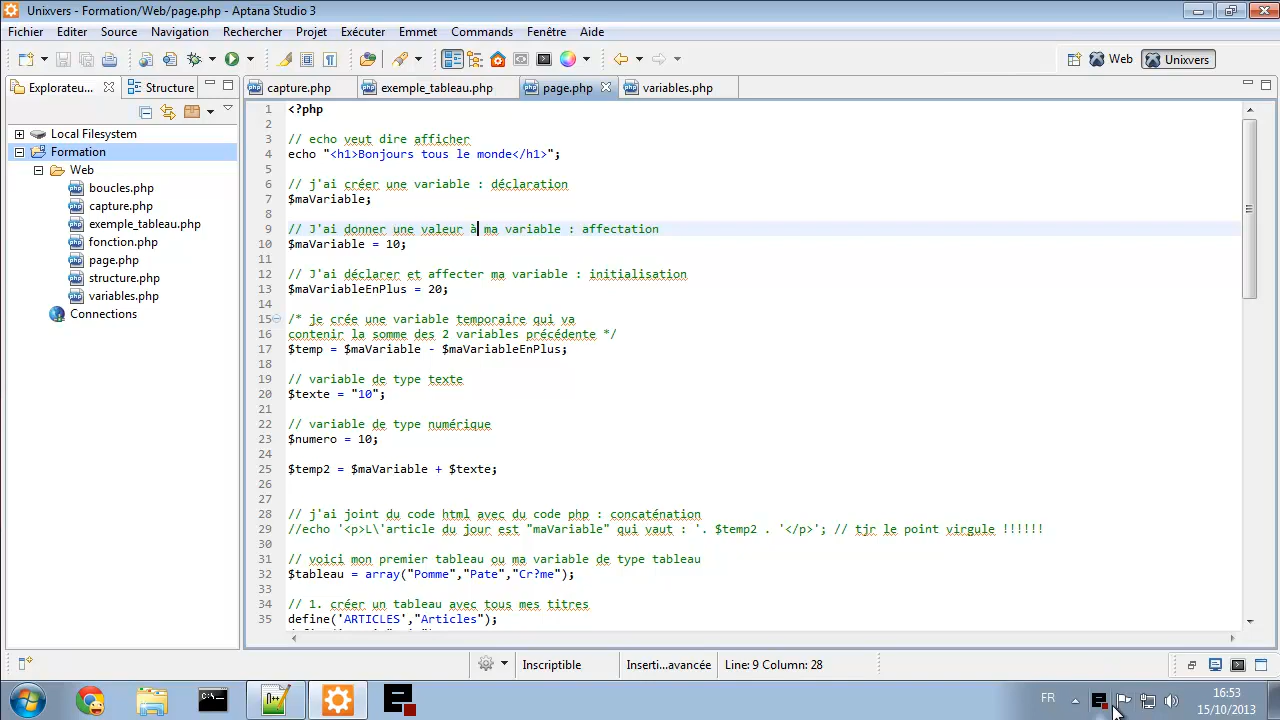 Unixvers - Formation/Web/page.php - Aptana Studio 3
Fichier Editer Source Navigation Rechercher Projet Exécuter Emmet Commands Fenêtre Aide
Web Unixvers
Explorateu... Structure
capture.php exemple_tableau.php page.php variables.php
Local Filesystem
Formation
Web
boucles.php
capture.php
exemple_tableau.php
fonction.php
page.php
structure.php
variables.php
Connections
1 <?php
2
3 // echo veut dire afficher
4 echo "<h1>Bonjours tous le monde</h1>";
5
6 // j'ai créer une variable : déclaration
7 $maVariable;
8
9 // J'ai donner une valeur à ma variable : affectation
10 $maVariable = 10;
11
12 // J'ai déclarer et affecter ma variable : initialisation
13 $maVariableEnPlus = 20;
14
15 /* je crée une variable temporaire qui va
16 contenir la somme des 2 variables précédente */
17 $temp = $maVariable - $maVariableEnPlus;
18
19 // variable de type texte
20 $texte = "10";
21
22 // variable de type numérique
23 $numero = 10;
24
25 $temp2 = $maVariable + $texte;
26
27
28 // j'ai joint du code html avec du code php : concaténation
29 //echo '<p>L\'article du jour est "maVariable" qui vaut : '. $temp2 . '</p>'; // tjr le point virgule !!!!!!
30
31 // voici mon premier tableau ou ma variable de type tableau
32 $tableau = array("Pomme","Pate","Cr?me");
33
34 // 1. créer un tableau avec tous mes titres
35 define('ARTICLES',"Articles");
Inscriptible Inserti...avancée Line: 9 Column: 28
FR
16:53
15/10/2013